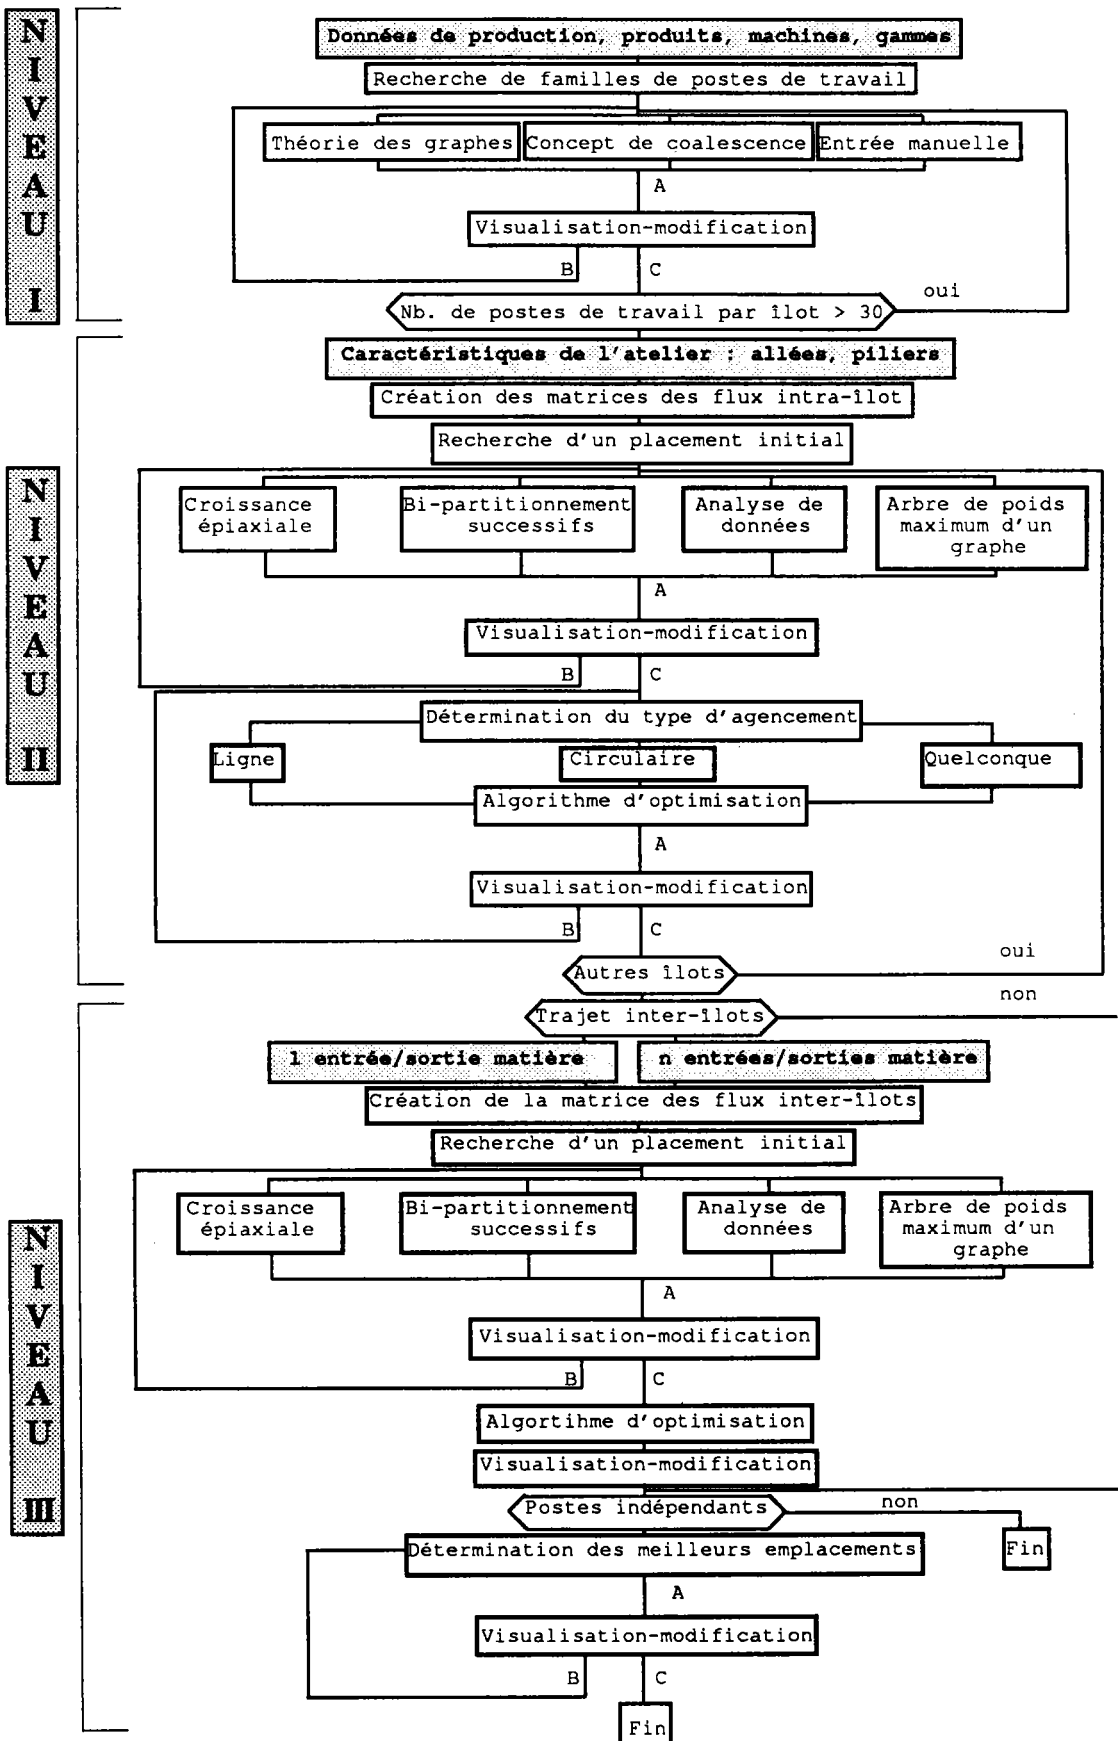 NIVEAU I
Données de production, produits, machines, gammes
Recherche de familles de postes de travail
Théorie des graphes
Concept de coalescence
Entrée manuelle
A
Visualisation-modification
B
C
oui
Nb. de postes de travail par îlot > 30
NIVEAU II
Caractéristiques de l'atelier : allées, piliers
Création des matrices des flux intra-îlot
Recherche d'un placement initial
Croissance
épiaxiale
Bi-partitionnement
successifs
Analyse de
données
Arbre de poids
maximum d'un
graphe
A
Visualisation-modification
B
C
Détermination du type d'agencement
Ligne
Circulaire
Quelconque
Algorithme d'optimisation
A
Visualisation-modification
B
C
oui
Autres îlots
non
NIVEAU III
Trajet inter-îlots
1 entrée/sortie matière
n entrées/sorties matière
Création de la matrice des flux inter-îlots
Recherche d'un placement initial
Croissance
épiaxiale
Bi-partitionnement
successifs
Analyse de
données
Arbre de poids
maximum d'un
graphe
A
Visualisation-modification
B
C
Algortihme d'optimisation
Visualisation-modification
Postes indépendants
non
Fin
Détermination des meilleurs emplacements
A
Visualisation-modification
B
C
Fin